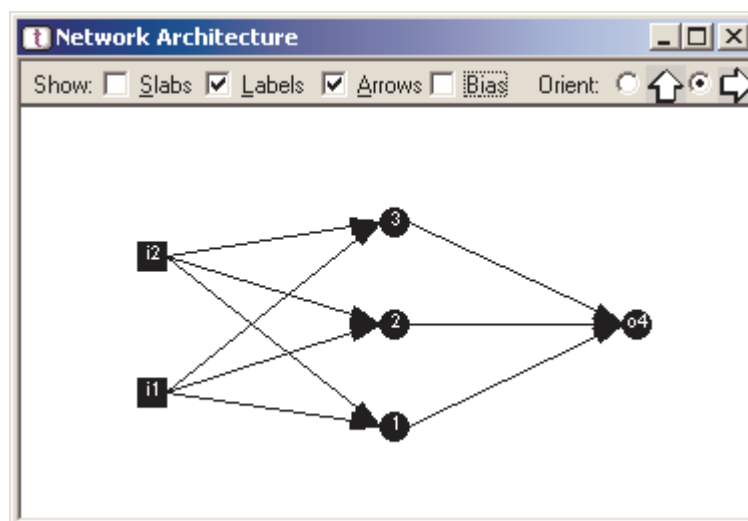 t Network Architecture
Show: Slabs Labels Arrows Bias Orient:
3
i2
2 o4
i1
1